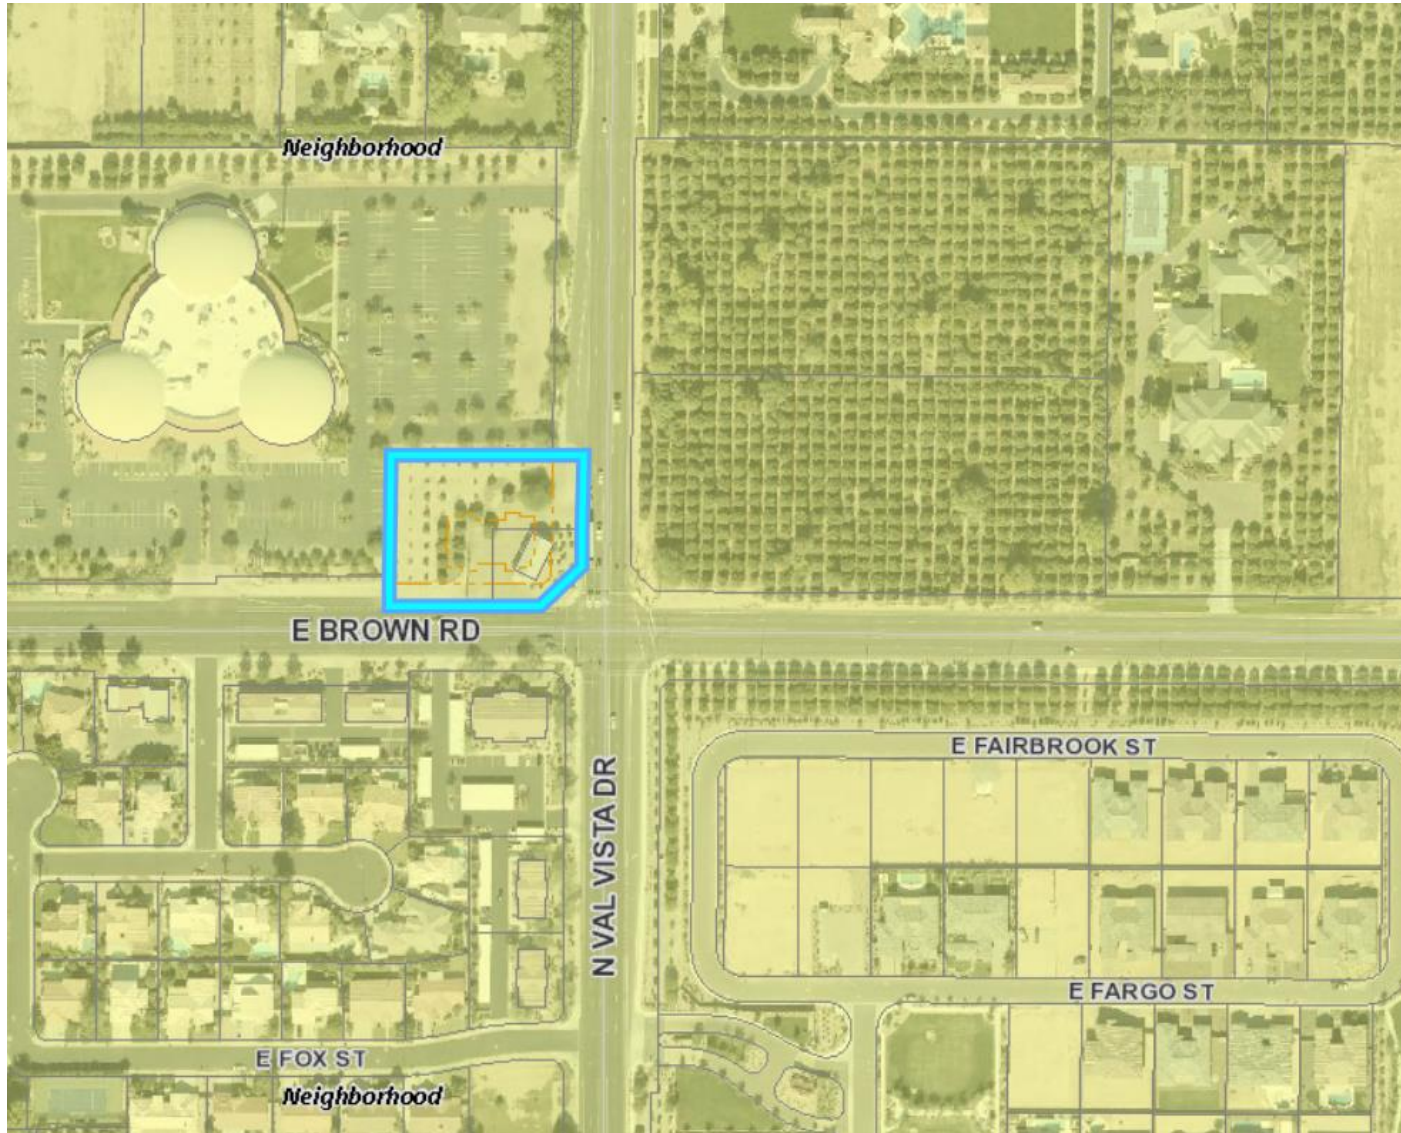 Neighborhood
E BROWN RD
E FAIRBROOK ST
N VAL VISTA DR
E FARGO ST
E FOX ST
Neighborhood